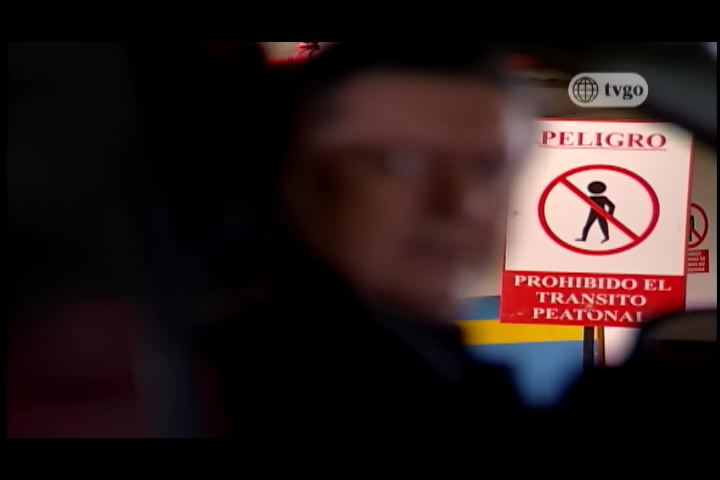 tvgo
PELIGRO
PROHIBIDO EL
TRANSITO
PEATONAL